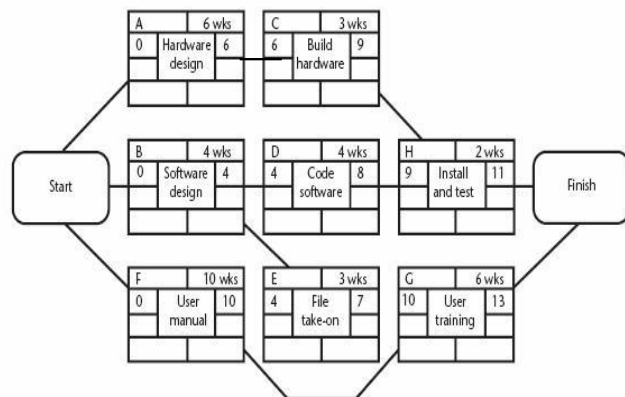 A 6 wks
0 Hardware design 6
C 3 wks
6 Build hardware 9
Start
B 4 wks
0 Software design 4
D 4 wks
4 Code software 8
H 2 wks
9 Install and test 11
Finish
F 10 wks
0 User manual 10
E 3 wks
4 File take-on 7
G 6 wks
10 User training 13